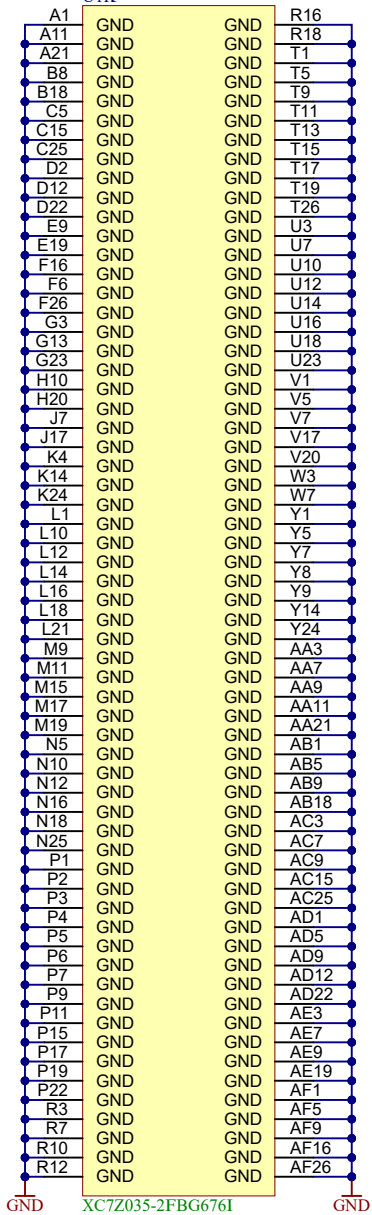 A1 GND GND R16
A11 GND GND R18
A21 GND GND T1
B8 GND GND T5
B18 GND GND T9
C5 GND GND T11
C15 GND GND T13
C25 GND GND T15
D2 GND GND T17
D12 GND GND T19
D22 GND GND T26
E9 GND GND U3
E19 GND GND U7
F16 GND GND U10
F6 GND GND U12
F26 GND GND U14
G3 GND GND U16
G13 GND GND U18
G23 GND GND U23
H10 GND GND V1
H20 GND GND V5
J7 GND GND V7
J17 GND GND V17
K4 GND GND V20
K14 GND GND W3
K24 GND GND W7
L1 GND GND Y1
L10 GND GND Y5
L12 GND GND Y7
L14 GND GND Y8
L16 GND GND Y9
L18 GND GND Y14
L21 GND GND Y24
M9 GND GND AA3
M11 GND GND AA7
M15 GND GND AA9
M17 GND GND AA11
M19 GND GND AA21
N5 GND GND AB1
N10 GND GND AB5
N12 GND GND AB9
N16 GND GND AB18
N18 GND GND AC3
N25 GND GND AC7
P1 GND GND AC9
P2 GND GND AC15
P3 GND GND AC25
P4 GND GND AD1
P5 GND GND AD5
P6 GND GND AD9
P7 GND GND AD12
P9 GND GND AD22
P11 GND GND AE3
P15 GND GND AE7
P17 GND GND AE9
P19 GND GND AE19
P22 GND GND AF1
R3 GND GND AF5
R7 GND GND AF9
R10 GND GND AF16
R12 GND GND AF26
GND XC7Z035-2FBG676I GND